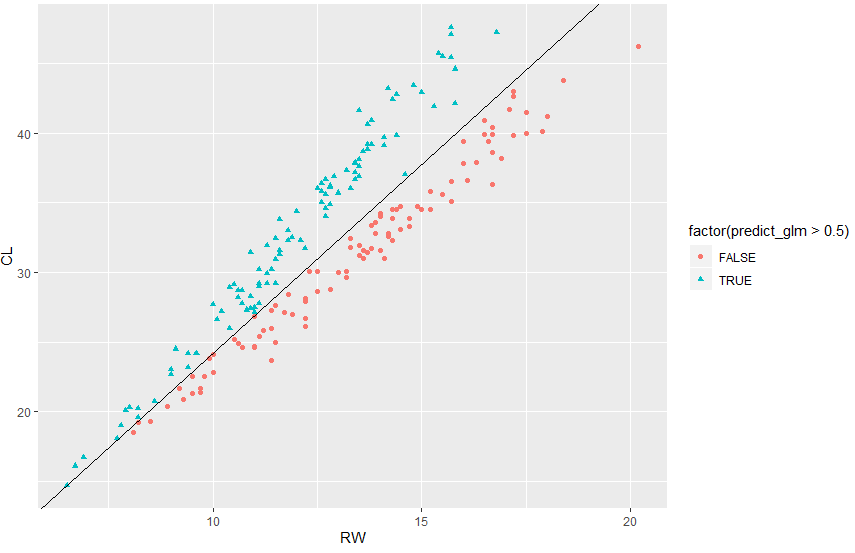 CL
40
30
20
10
15
20
RW
factor(predict_glm > 0.5)
FALSE
TRUE